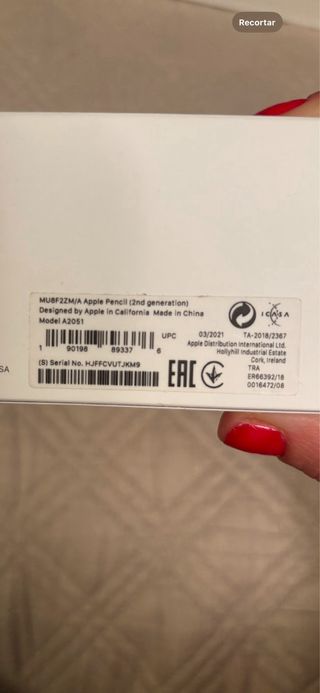 Recortar
MU8F2ZM/A Apple Pencil (2nd generation)
Designed by Apple in California Made in China
Model A2051
UPC
1 90198 89337 6
(S) Serial No. HJFFCVUTJKM9
03/2021 TA-2018/2367
Apple Distribution International Ltd.
Hollyhill Industrial Estate
Cork, Ireland
TRA
ER66392/18
0016472/08
ICASA
EAC
SA